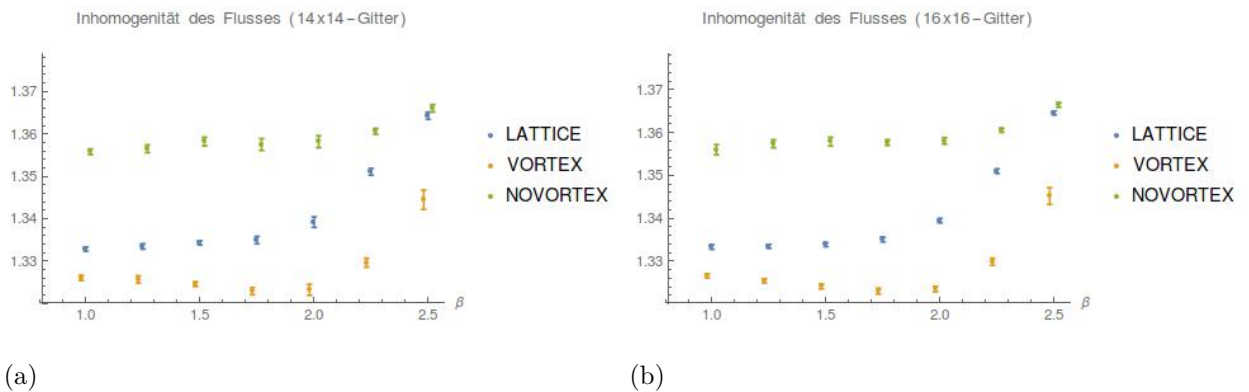 Inhomogenität des Flusses (14x14-Gitter)
1.37
1.36
1.35
1.34
1.33
1.0 1.5 2.0 2.5 β
LATTICE
VORTEX
NOVORTEX
(a)
Inhomogenität des Flusses (16x16-Gitter)
1.37
1.36
1.35
1.34
1.33
1.0 1.5 2.0 2.5 β
LATTICE
VORTEX
NOVORTEX
(b)